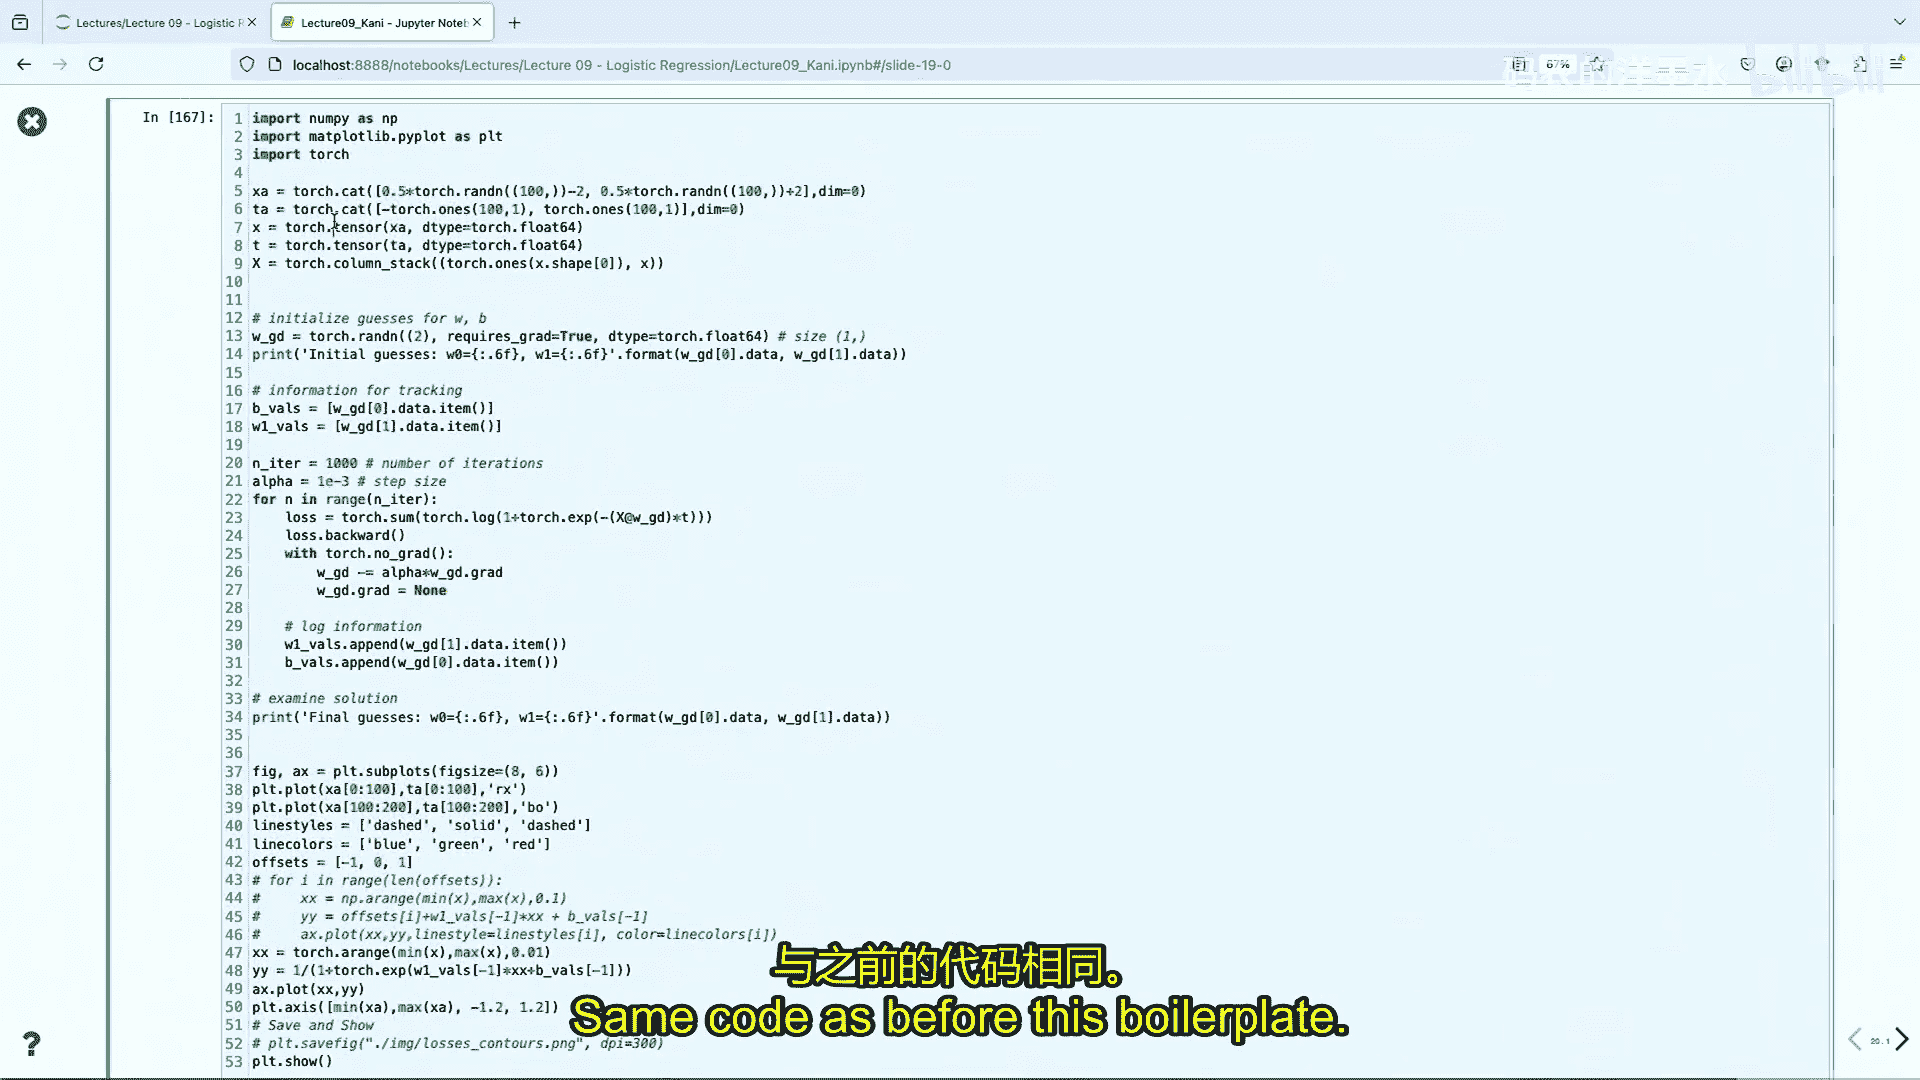 Lectures/Lecture 09 - Logistic R
Lecture09_Kani - Jupyter Note
localhost:8888/notebooks/Lectures/Lecture 09 - Logistic Regression/Lecture09_Kani.ipynb#/slide-19-0
67%
In [167]:
1 import numpy as np
2 import matplotlib.pyplot as plt
3 import torch
4
5 xa = torch.cat([0.5*torch.randn((100,))-2, 0.5*torch.randn((100,))+2],dim=0)
6 ta = torch.cat([-torch.ones(100,1), torch.ones(100,1)],dim=0)
7 x = torch.tensor(xa, dtype=torch.float64)
8 t = torch.tensor(ta, dtype=torch.float64)
9 X = torch.column_stack((torch.ones(x.shape[0]), x))
10
11
12 # initialize guesses for w, b
13 w_gd = torch.randn((2), requires_grad=True, dtype=torch.float64) # size (1,)
14 print('Initial guesses: w0={:.6f}, w1={:.6f}'.format(w_gd[0].data, w_gd[1].data))
15
16 # information for tracking
17 b_vals = [w_gd[0].data.item()]
18 w1_vals = [w_gd[1].data.item()]
19
20 n_iter = 1000 # number of iterations
21 alpha = 1e-3 # step size
22 for n in range(n_iter):
23     loss = torch.sum(torch.log(1+torch.exp(-(X@w_gd)*t)))
24     loss.backward()
25     with torch.no_grad():
26         w_gd -= alpha*w_gd.grad
27         w_gd.grad = None
28
29     # log information
30     w1_vals.append(w_gd[1].data.item())
31     b_vals.append(w_gd[0].data.item())
32
33 # examine solution
34 print('Final guesses: w0={:.6f}, w1={:.6f}'.format(w_gd[0].data, w_gd[1].data))
35
36
37 fig, ax = plt.subplots(figsize=(8, 6))
38 plt.plot(xa[0:100],ta[0:100],'rx')
39 plt.plot(xa[100:200],ta[100:200],'bo')
40 linestyles = ['dashed', 'solid', 'dashed']
41 linecolors = ['blue', 'green', 'red']
42 offsets = [-1, 0, 1]
43 # for i in range(len(offsets)):
44 #     xx = np.arange(min(x),max(x),0.1)
45 #     yy = offsets[i]+w1_vals[-1]*xx + b_vals[-1]
46 #     ax.plot(xx,yy,linestyle=linestyles[i], color=linecolors[i])
47 xx = torch.arange(min(x),max(x),0.01)
48 yy = 1/(1+torch.exp(w1_vals[-1]*xx+b_vals[-1]))
49 ax.plot(xx,yy)
50 plt.axis([min(xa),max(xa), -1.2, 1.2])
51 # Save and Show
52 # plt.savefig("./img/losses_contours.png", dpi=300)
53 plt.show()
与之前的代码相同。
Same code as before this boilerplate.
20.1